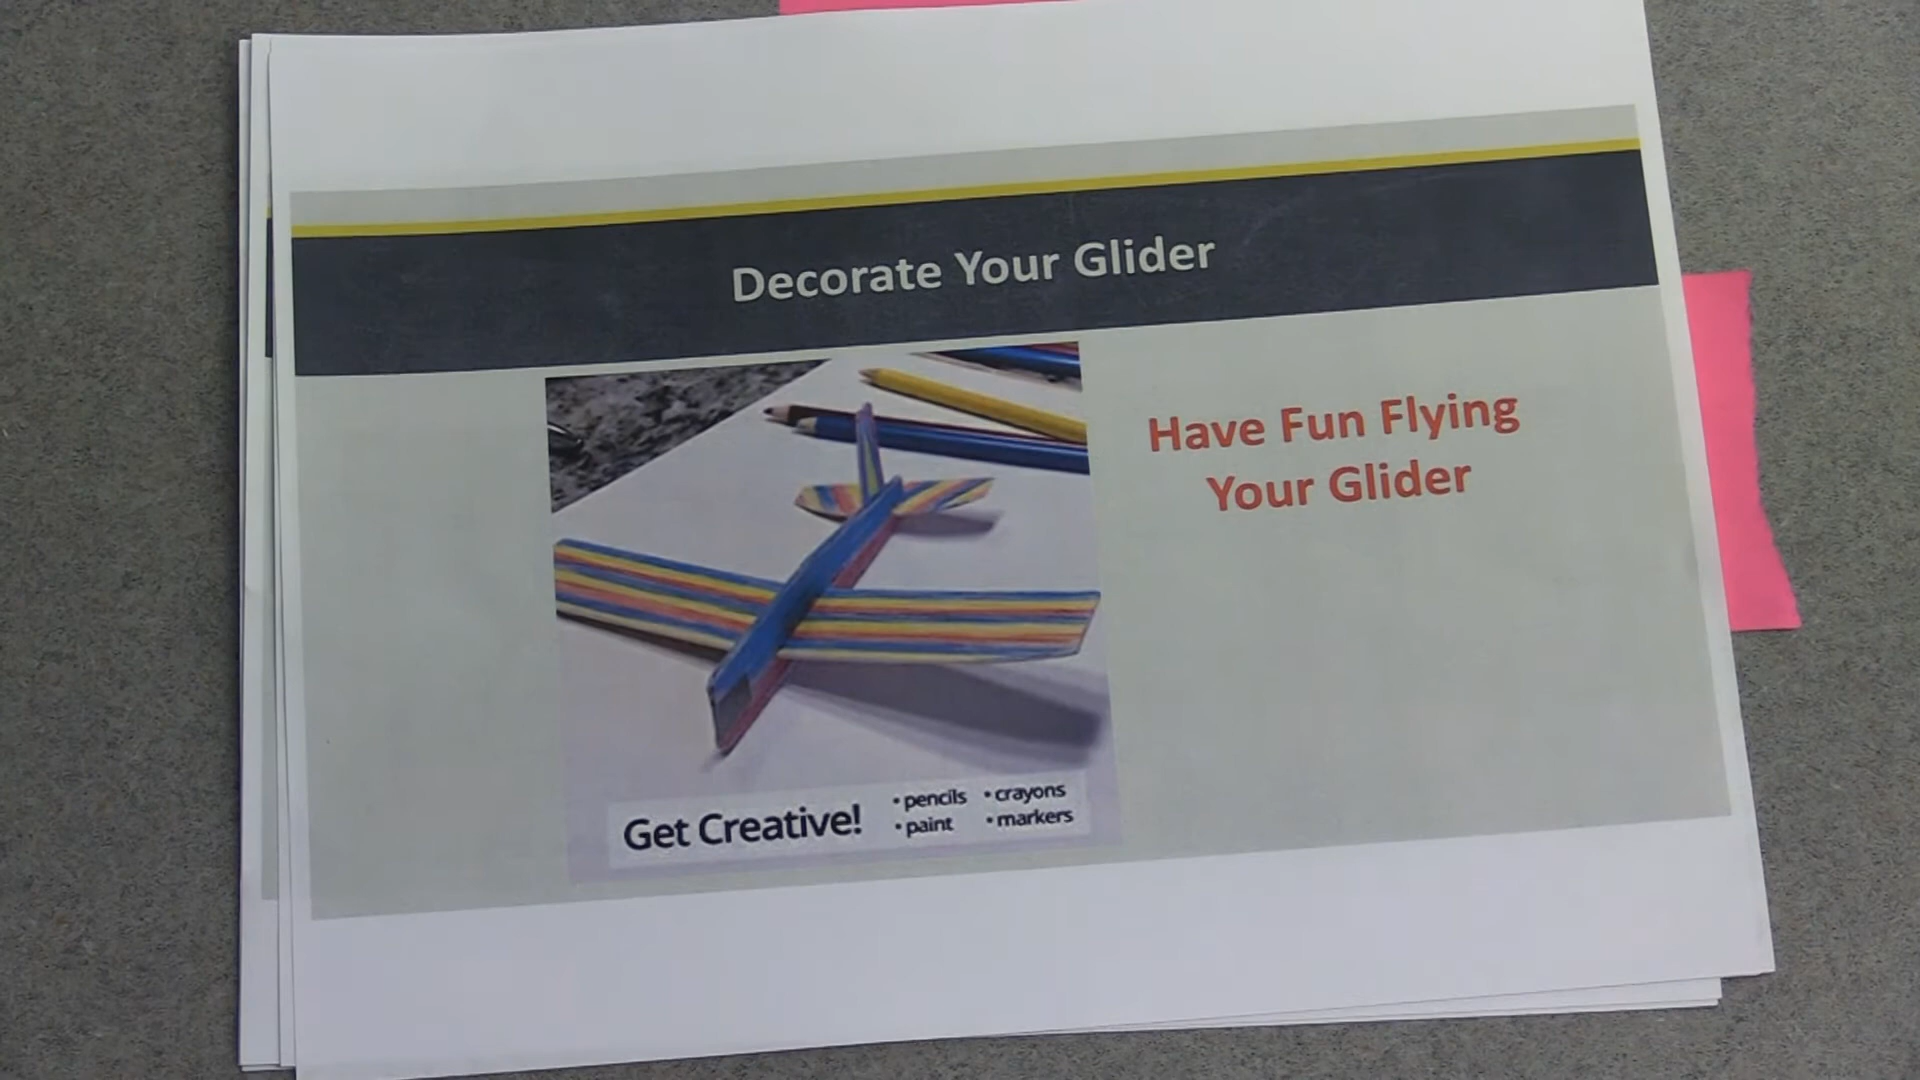 Decorate Your Glider
Have Fun Flying
Your Glider
Get Creative!
• pencils • crayons
• paint • markers